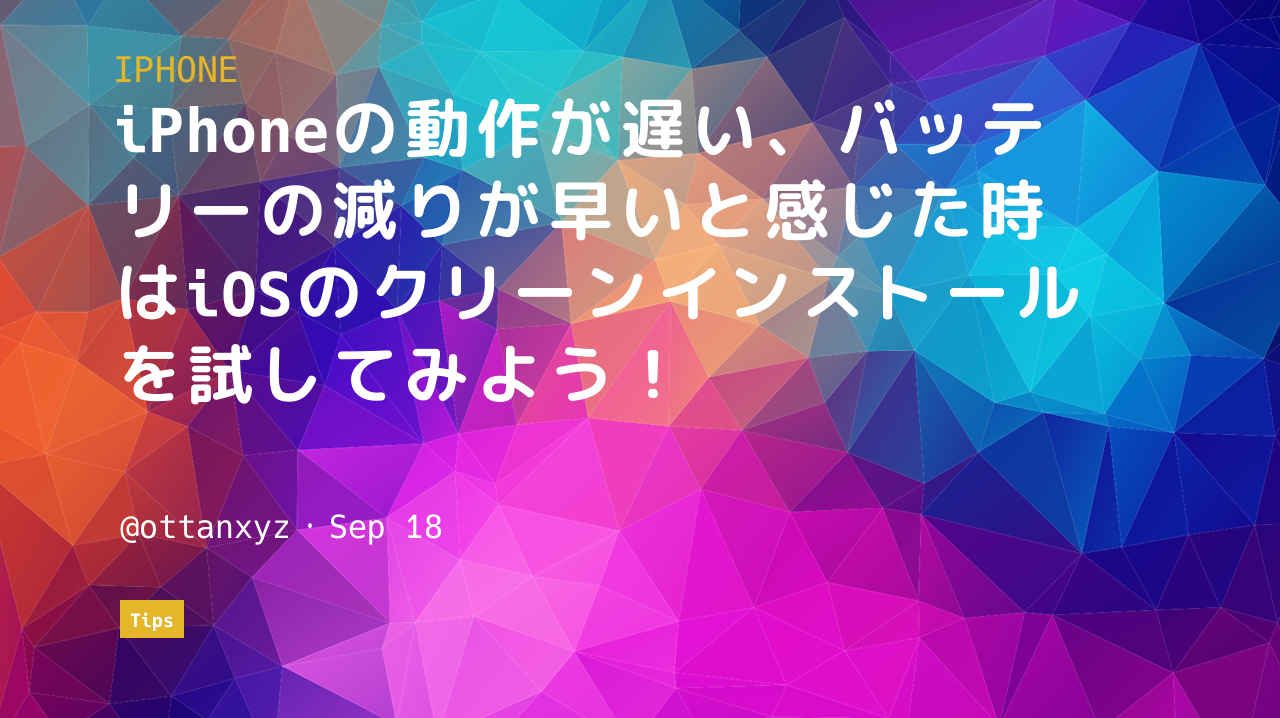 IPHONE
iPhoneの動作が遅い、バッテ
リーの減りが早いと感じた時
はiOSのクリーンインストール
を試してみよう！
@ottanxyz・Sep 18
Tips